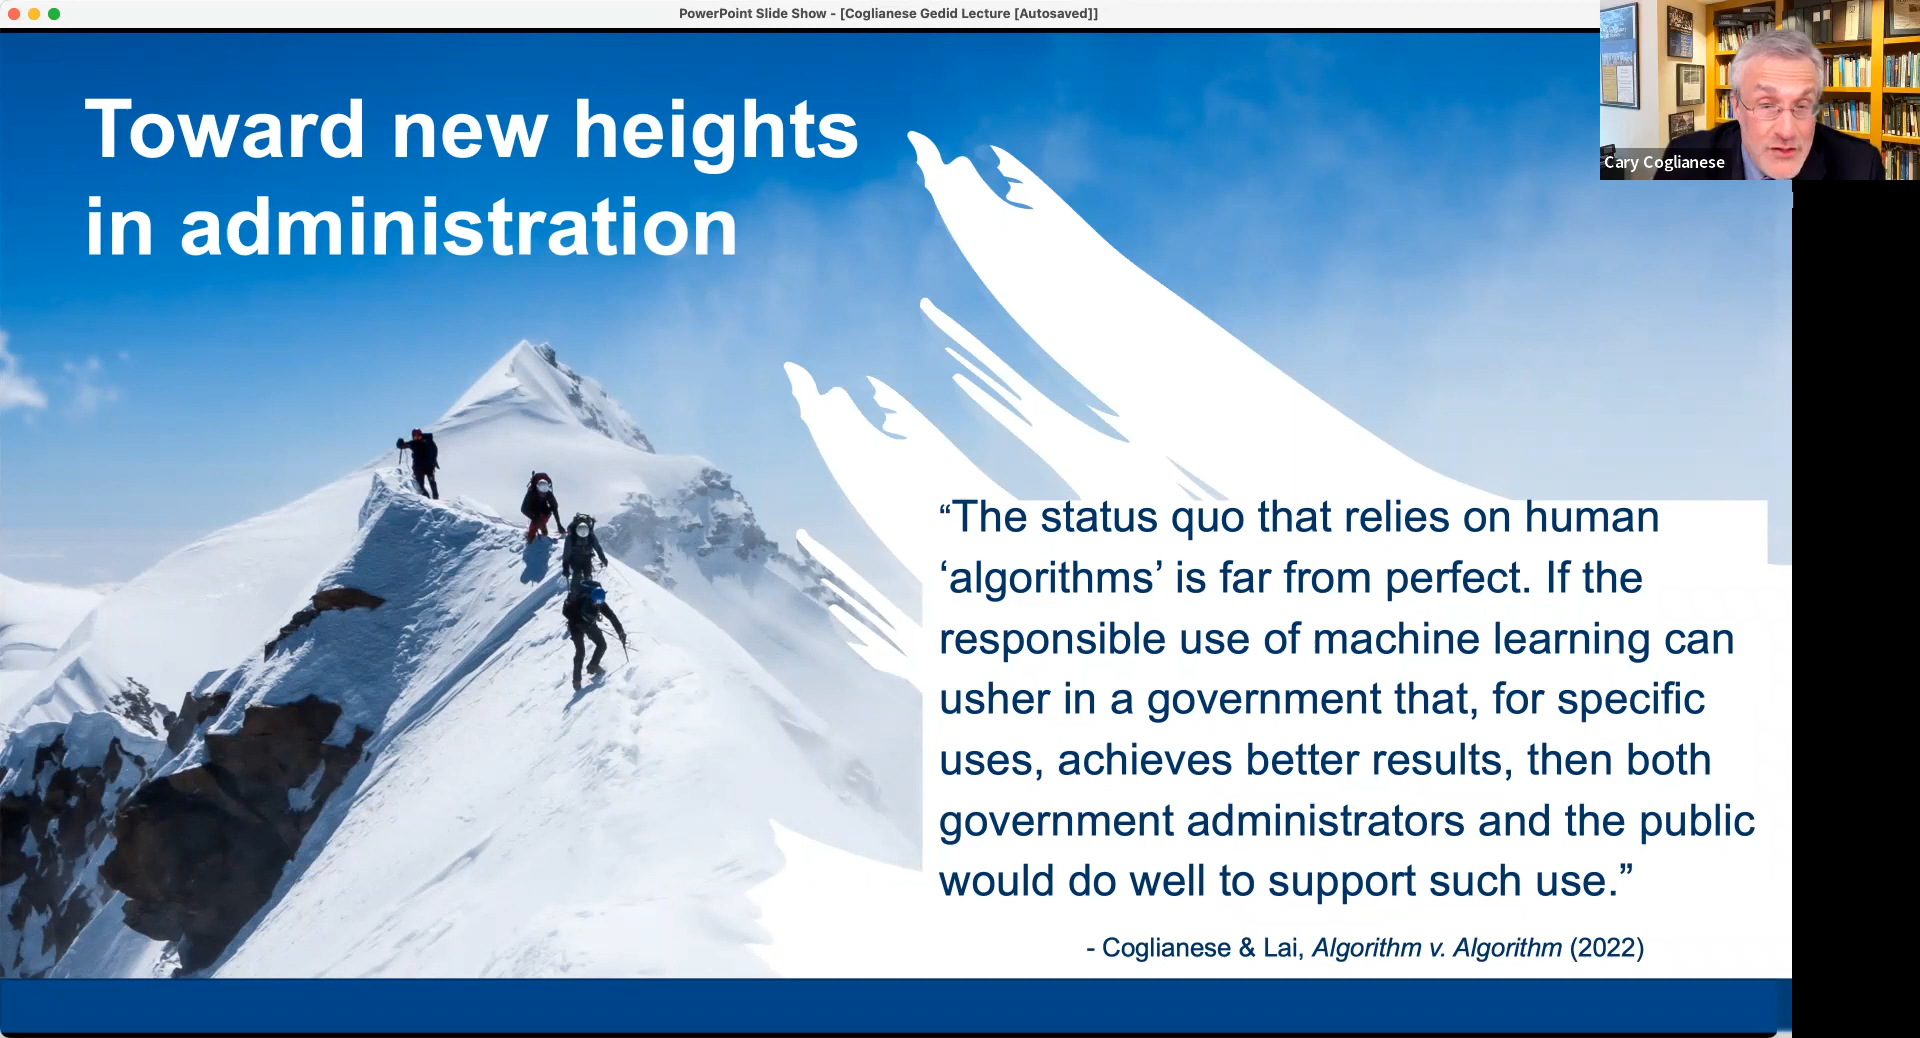 PowerPoint Slide Show - [Coglianese Gedid Lecture [Autosaved]]
Toward new heights
in administration
Cary Coglianese
“The status quo that relies on human
‘algorithms’ is far from perfect. If the
responsible use of machine learning can
usher in a government that, for specific
uses, achieves better results, then both
government administrators and the public
would do well to support such use.”
- Coglianese & Lai, Algorithm v. Algorithm (2022)